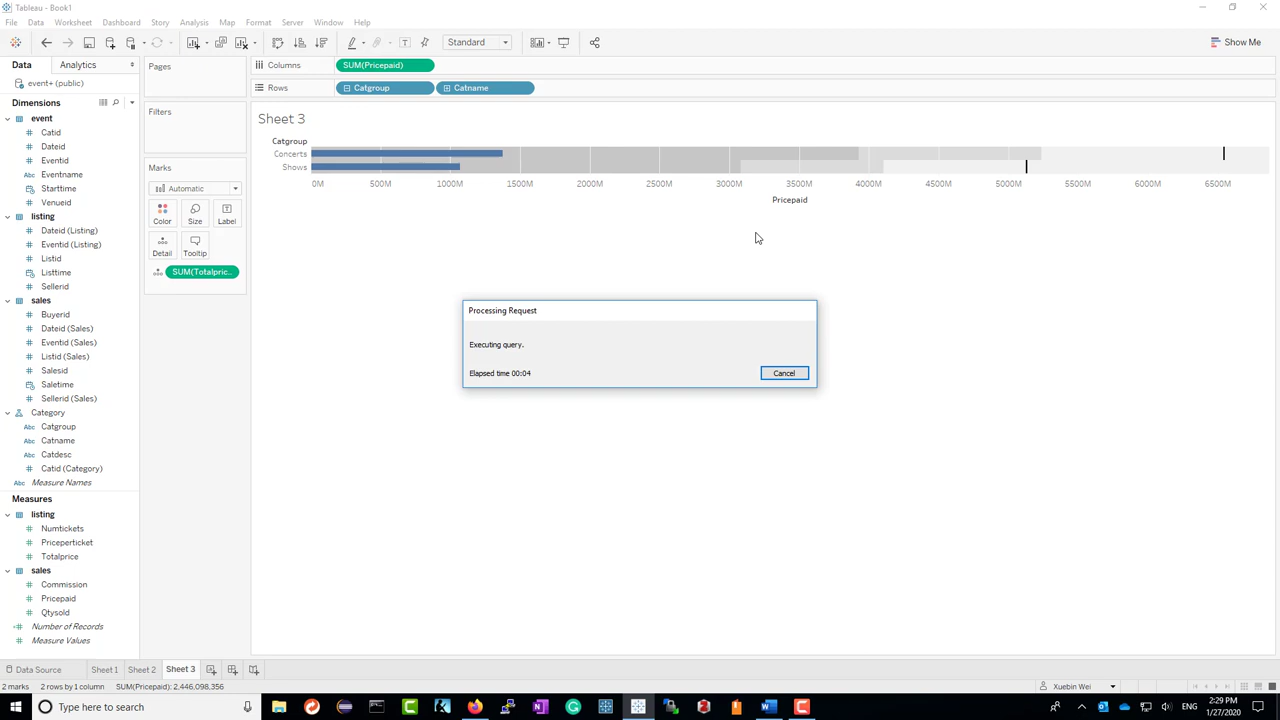 Tableau - Book1
File Data Worksheet Dashboard Story Analysis Map Format Server Window Help
Standard
Show Me
Data Analytics
event+ (public)
Dimensions
event
Catid
Dateid
Eventid
Abc Eventname
Starttime
Venueid
listing
Dateid (Listing)
Eventid (Listing)
Listid
Listtime
Sellerid
sales
Buyerid
Dateid (Sales)
Eventid (Sales)
Listid (Sales)
Salesid
Saletime
Sellerid (Sales)
Category
Abc Catgroup
Abc Catname
Abc Catdesc
Catid (Category)
Abc Measure Names
Measures
listing
Numtickets
Priceperticket
Totalprice
sales
Commission
Pricepaid
Qtysold
Number of Records
Measure Values
Pages
Filters
Marks
Automatic
Color Size Label
Detail Tooltip
SUM(Totalpric..
Columns SUM(Pricepaid)
Rows Catgroup Catname
Sheet 3
Catgroup
Concerts
Shows
0M 500M 1000M 1500M 2000M 2500M 3000M 3500M 4000M 4500M 5000M 5500M 6000M 6500M
Pricepaid
Processing Request
Executing query.
Elapsed time 00:04 Cancel
Data Source Sheet 1 Sheet 2 Sheet 3
2 marks 2 rows by 1 column SUM(Pricepaid): 2,446,098,356 Xuebin Wei
Type here to search
ENG
2:29 PM
1/27/2020